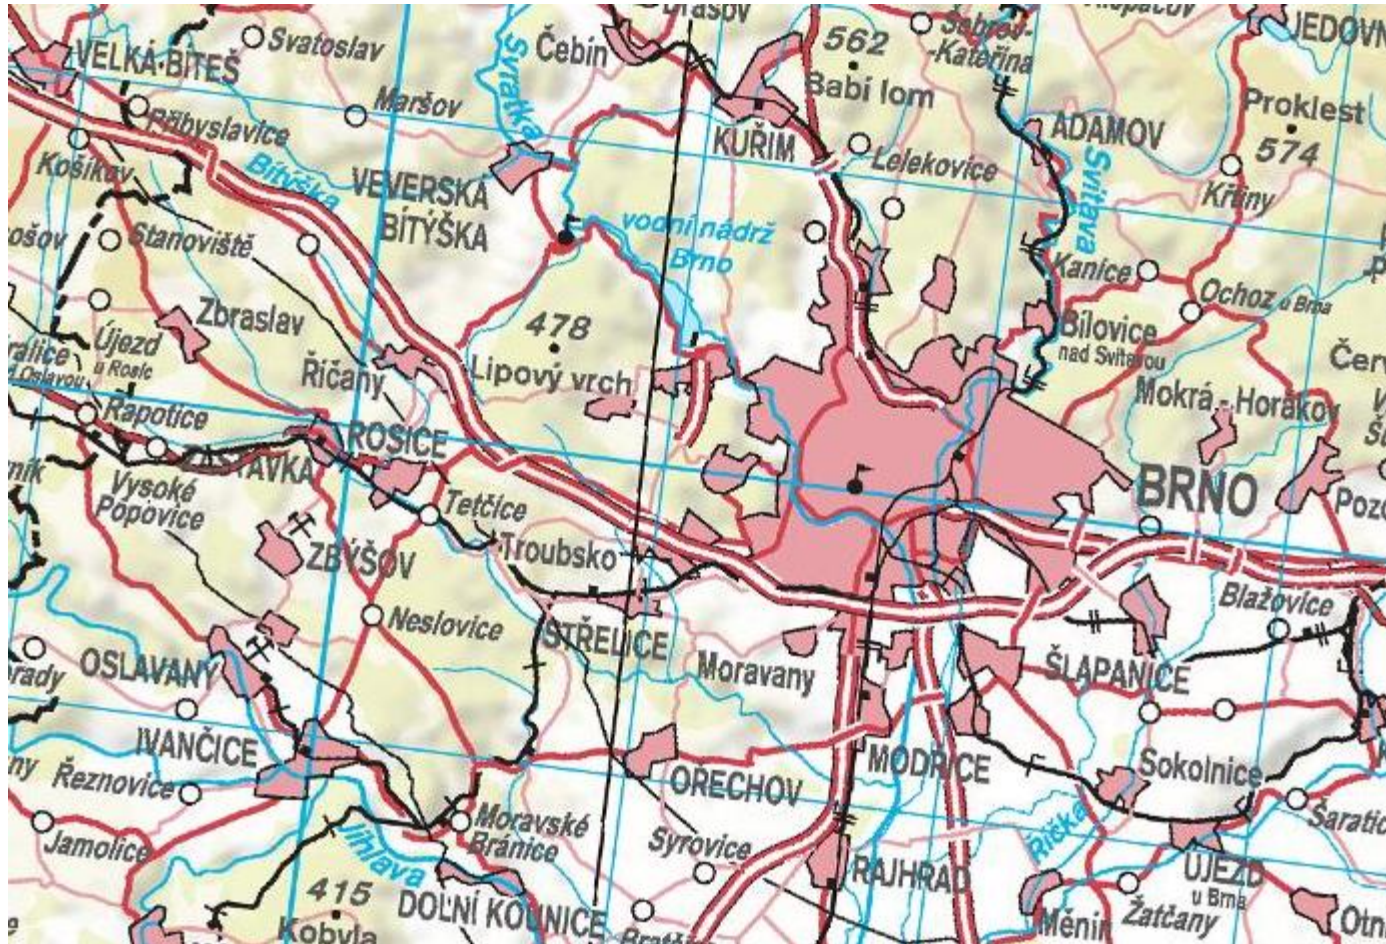 Svatoslav
Čebín
562
-Kateřina
JEDOVN
VELKÁ BÍTEŠ
Babí lom
Svratka
Maršov
Přibyslavice
KUŘIM
Proklest
574
ADAMOV
Lelekovice
Svitava
Košíkov
Bítýška
VEVERSKÁ
BÍTÝŠKA
Křtiny
vodní nádrž
Brno
ošov
Stanoviště
Kanice
Ochoz u Brna
Zbraslav
478
Lipový vrch
Újezd
u Rosic
Bílovice
nad Svitavou
Říčany
Mokrá-Horákov
Rapotice
ROSICE
ZASTÁVKA
Vysoké
Popovice
Tetčice
BRNO
ZBÝŠOV
Troubsko
Blažovice
Neslovice
STŘELICE
Moravany
ŠLAPANICE
OSLAVANY
IVANČICE
Řeznovice
OŘECHOV
MODŘICE
Sokolnice
Jamolice
Moravské
Bránice
Syrovice
Říčka
Jihlava
RAJHRAD
ÚJEZD
u Brna
415
Kobyla
DOLNÍ KOUNICE
Měnín
Žatčany